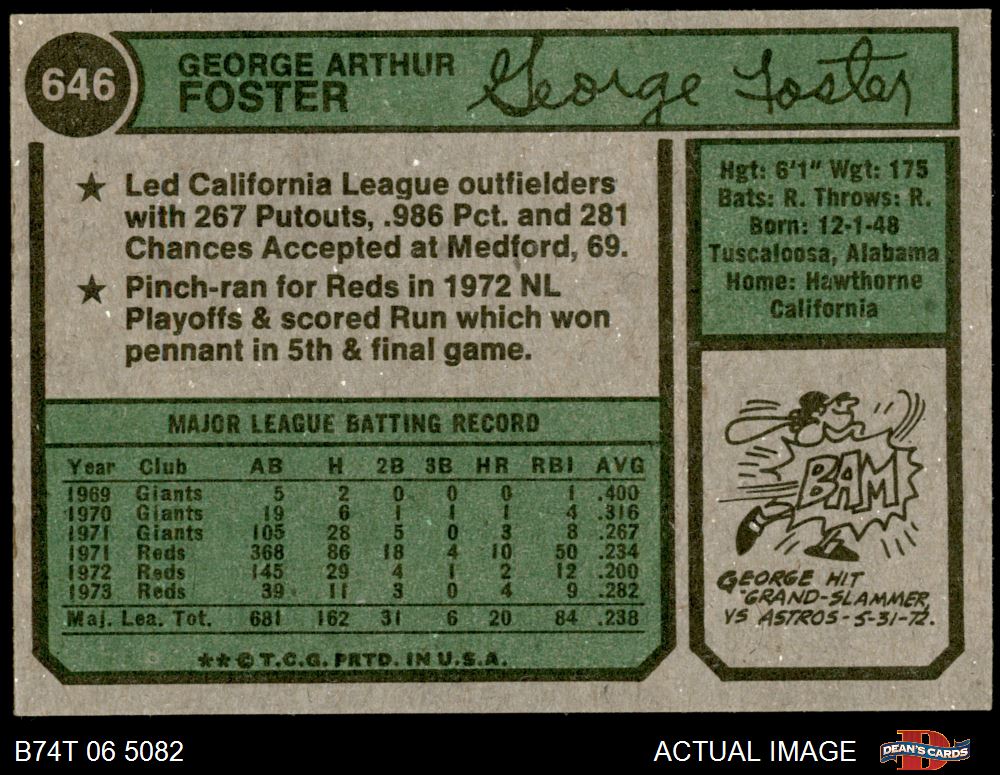 646
GEORGE ARTHUR
FOSTER
George Foster
★ Led California League outfielders
with 267 Putouts, .986 Pct. and 281
Chances Accepted at Medford, 69.
★ Pinch-ran for Reds in 1972 NL
Playoffs & scored Run which won
pennant in 5th & final game.
Hgt: 6'1" Wgt: 175
Bats: R. Throws: R.
Born: 12-1-48
Tuscaloosa, Alabama
Home: Hawthorne
California
MAJOR LEAGUE BATTING RECORD
Year Club AB H 2B 3B HR RBI AVG
1969 Giants 5 2 0 0 0 1 .400
1970 Giants 19 6 1 1 1 4 .316
1971 Giants 105 28 5 0 3 8 .267
1971 Reds 368 86 18 4 10 50 .234
1972 Reds 145 29 4 1 2 12 .200
1973 Reds 39 11 3 0 4 9 .282
Maj. Lea. Tot. 681 162 31 6 20 84 .238
★★© T.C.G. PRTD. IN U.S.A.
BAM!
GEORGE HIT
GRAND-SLAMMER
VS ASTROS-5-31-72.
B74T 06 5082
ACTUAL IMAGE
DEAN'S CARDS